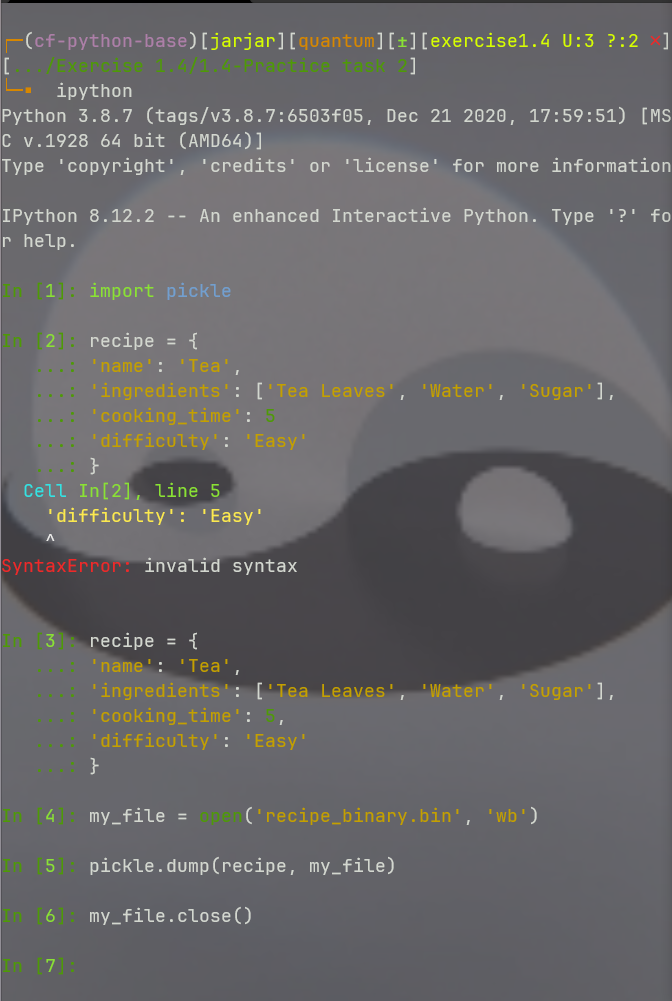 ┌─(cf-python-base)[jarjar][quantum][±][exercise1.4 U:3 ?:2 ✗]
[.../Exercise 1.4/1.4-Practice task 2]
└─▪ ipython
Python 3.8.7 (tags/v3.8.7:6503f05, Dec 21 2020, 17:59:51) [MS
C v.1928 64 bit (AMD64)]
Type 'copyright', 'credits' or 'license' for more information
IPython 8.12.2 -- An enhanced Interactive Python. Type '?' fo
r help.
In [1]: import pickle
In [2]: recipe = {
   ...: 'name': 'Tea',
   ...: 'ingredients': ['Tea Leaves', 'Water', 'Sugar'],
   ...: 'cooking_time': 5
   ...: 'difficulty': 'Easy'
   ...: }
  Cell In[2], line 5
    'difficulty': 'Easy'
    ^
SyntaxError: invalid syntax
In [3]: recipe = {
   ...: 'name': 'Tea',
   ...: 'ingredients': ['Tea Leaves', 'Water', 'Sugar'],
   ...: 'cooking_time': 5,
   ...: 'difficulty': 'Easy'
   ...: }
In [4]: my_file = open('recipe_binary.bin', 'wb')
In [5]: pickle.dump(recipe, my_file)
In [6]: my_file.close()
In [7]: